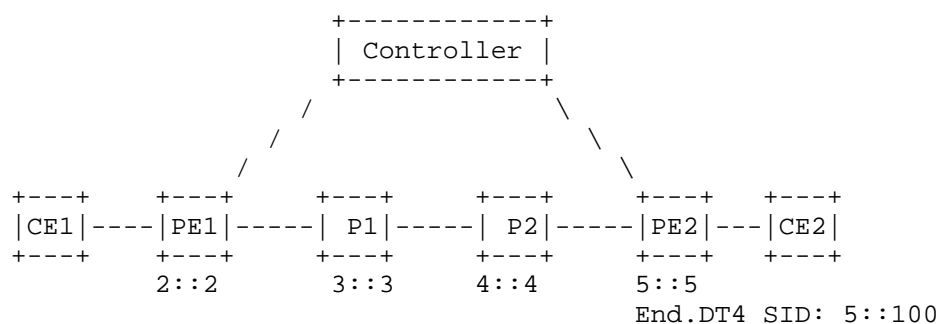 Controller
CE1 PE1 P1 P2 PE2 CE2
2::2 3::3 4::4 5::5
End.DT4 SID: 5::100